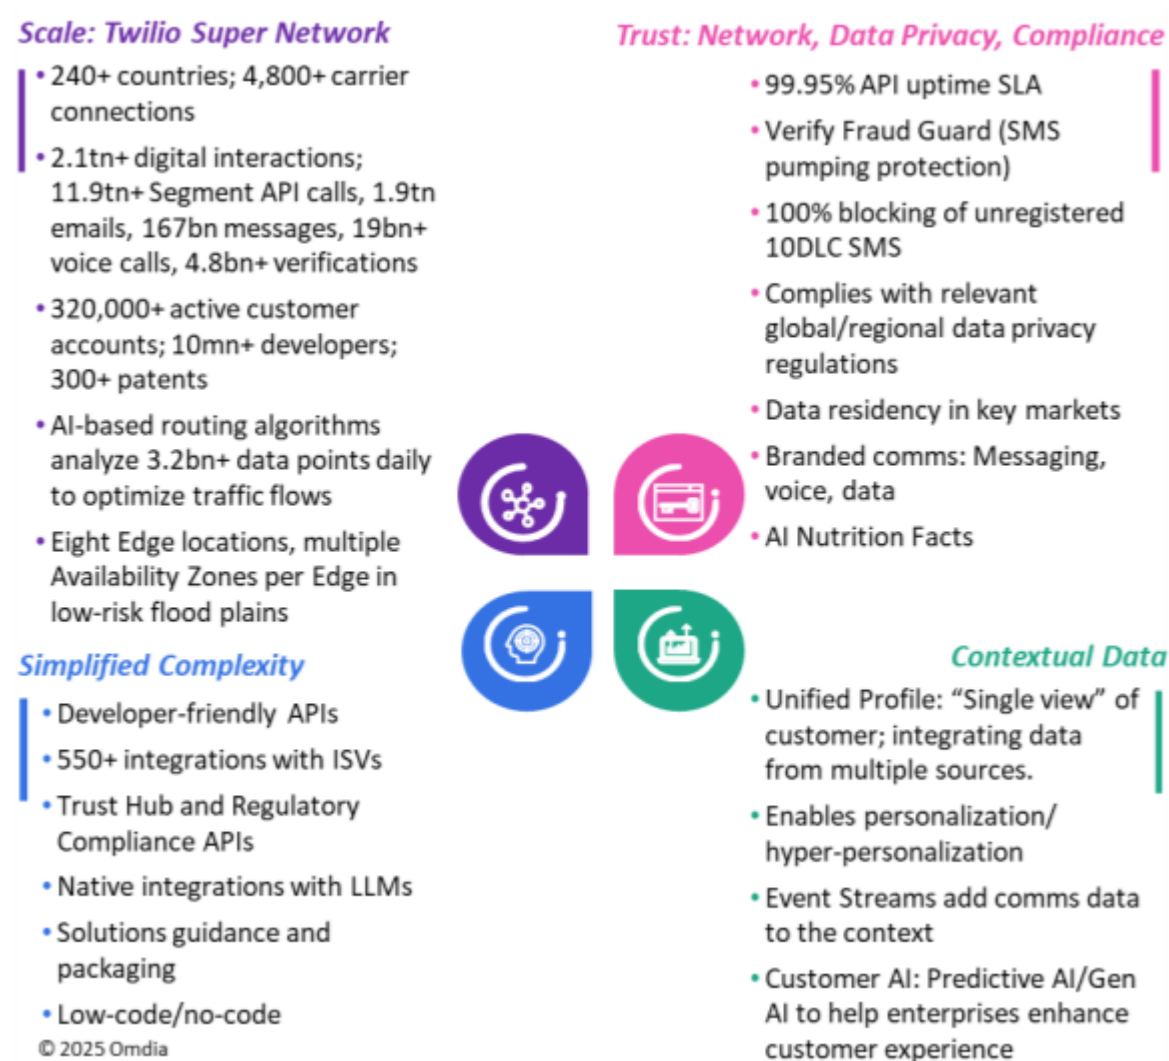 Scale: Twilio Super Network
• 240+ countries; 4,800+ carrier
connections
• 2.1tn+ digital interactions;
11.9tn+ Segment API calls, 1.9tn
emails, 167bn messages, 19bn+
voice calls, 4.8bn+ verifications
• 320,000+ active customer
accounts; 10mn+ developers;
300+ patents
• AI-based routing algorithms
analyze 3.2bn+ data points daily
to optimize traffic flows
• Eight Edge locations, multiple
Availability Zones per Edge in
low-risk flood plains
Trust: Network, Data Privacy, Compliance
• 99.95% API uptime SLA
• Verify Fraud Guard (SMS
pumping protection)
• 100% blocking of unregistered
10DLC SMS
• Complies with relevant
global/regional data privacy
regulations
• Data residency in key markets
• Branded comms: Messaging,
voice, data
• AI Nutrition Facts
Simplified Complexity
• Developer-friendly APIs
• 550+ integrations with ISVs
• Trust Hub and Regulatory
Compliance APIs
• Native integrations with LLMs
• Solutions guidance and
packaging
• Low-code/no-code
© 2025 Omdia
Contextual Data
• Unified Profile: “Single view” of
customer; integrating data
from multiple sources.
• Enables personalization/
hyper-personalization
• Event Streams add comms data
to the context
• Customer AI: Predictive AI/Gen
AI to help enterprises enhance
customer experience